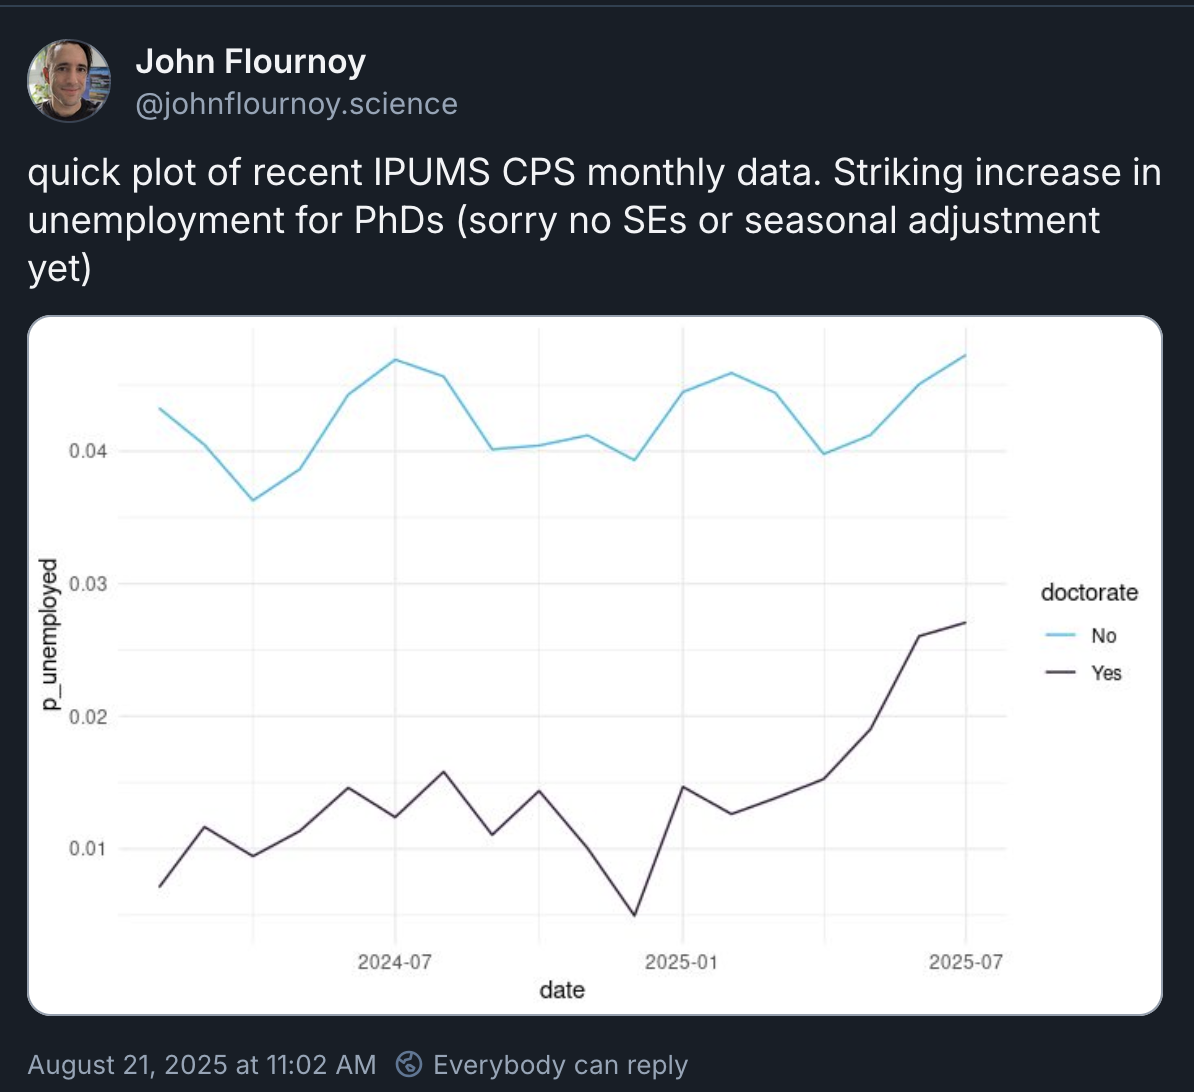 John Flournoy
@johnflournoy.science
quick plot of recent IPUMS CPS monthly data. Striking increase in
unemployment for PhDs (sorry no SEs or seasonal adjustment
yet)
0.04
0.03
0.02
0.01
p_unemployed
2024-07
2025-01
2025-07
date
doctorate
No
Yes
August 21, 2025 at 11:02 AM Everybody can reply